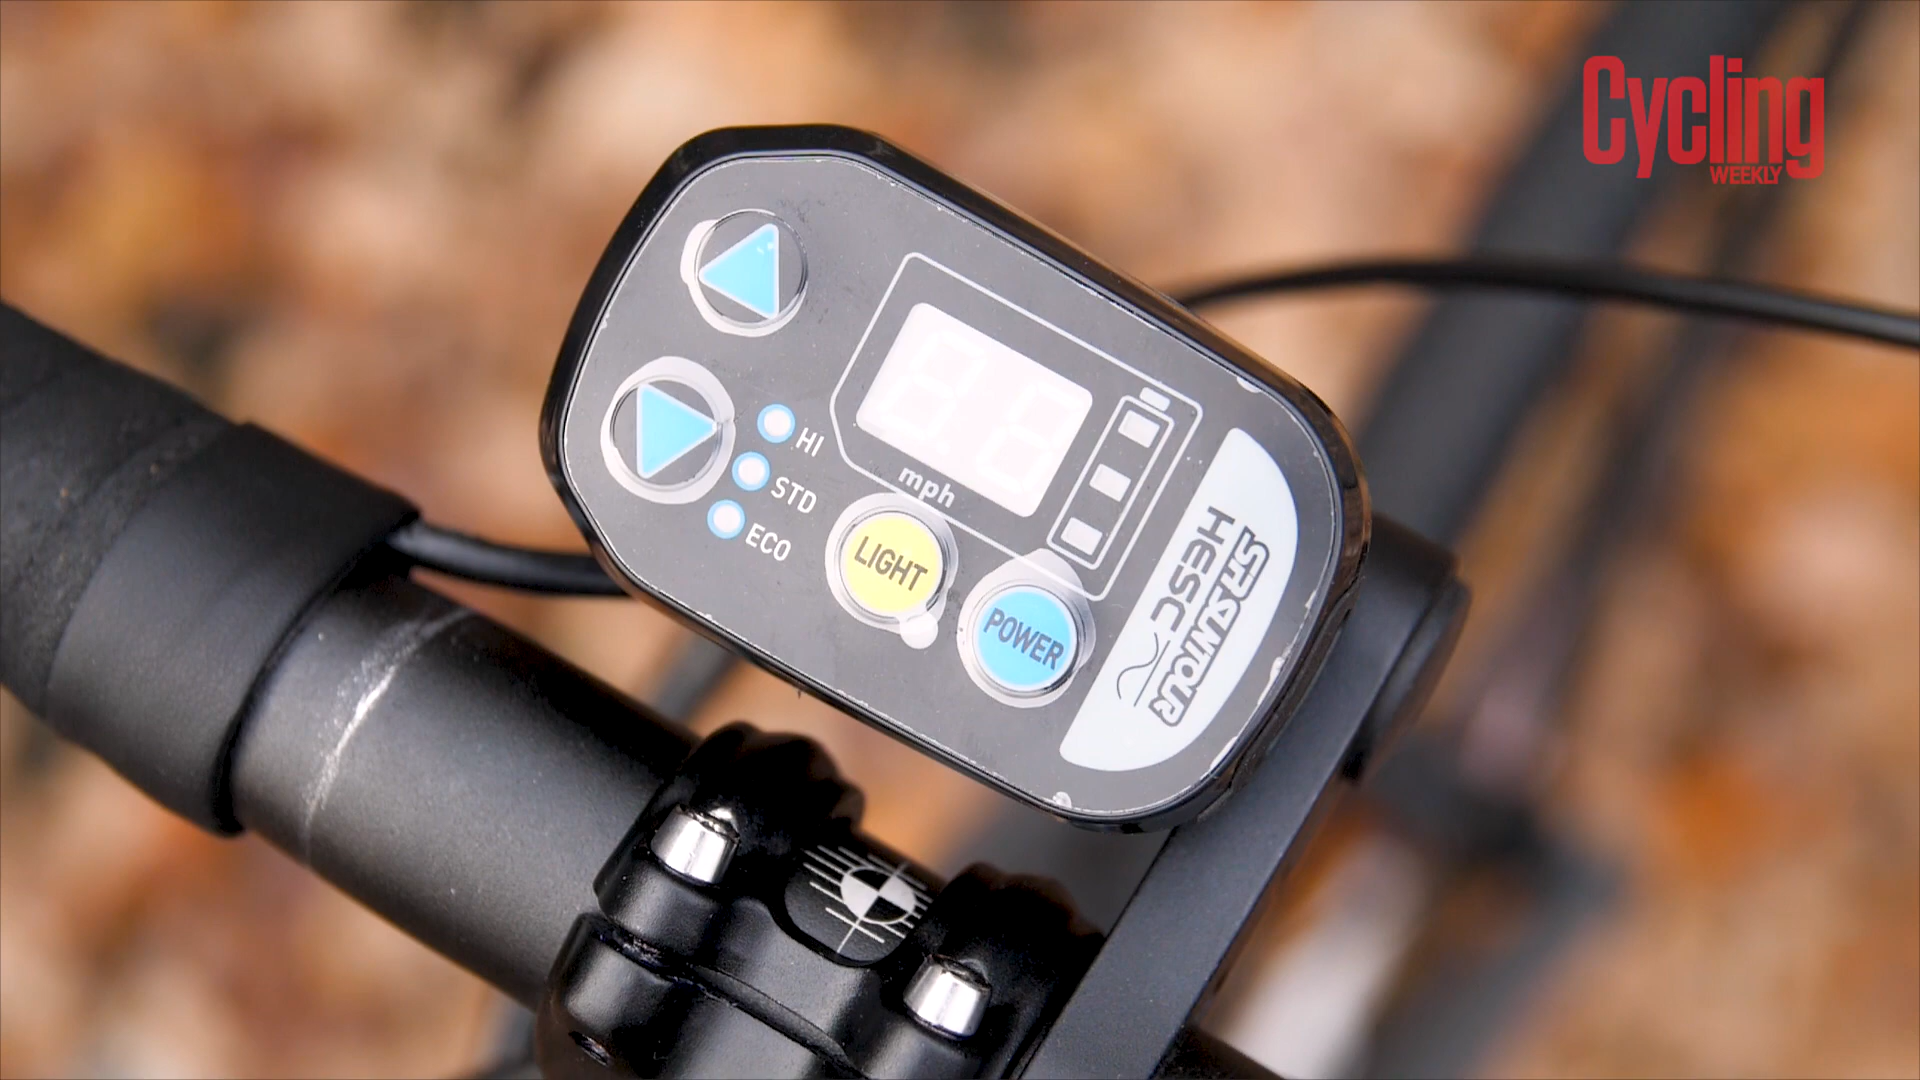 Cycling
WEEKLY
HI
STD
ECO
mph
LIGHT
POWER
SR SUNTOUR
HESC